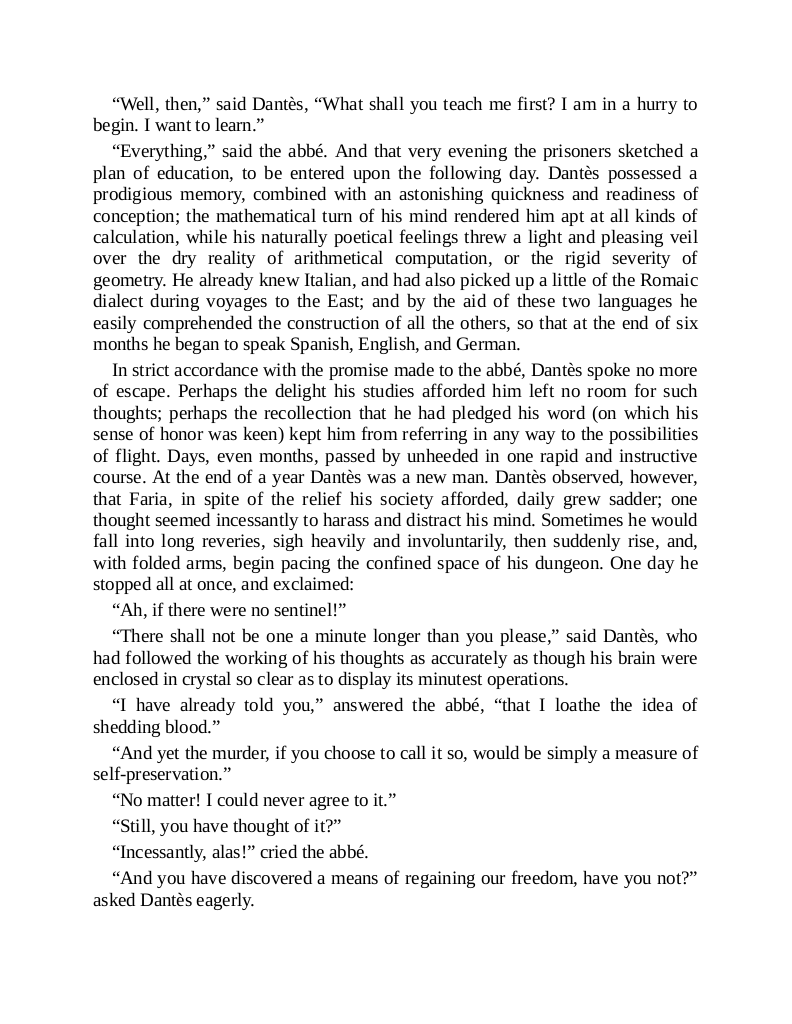 “Well, then,” said Dantès, “What shall you teach me first? I am in a hurry to
begin. I want to learn.”
“Everything,” said the abbé. And that very evening the prisoners sketched a
plan of education, to be entered upon the following day. Dantès possessed a
prodigious memory, combined with an astonishing quickness and readiness of
conception; the mathematical turn of his mind rendered him apt at all kinds of
calculation, while his naturally poetical feelings threw a light and pleasing veil
over the dry reality of arithmetical computation, or the rigid severity of
geometry. He already knew Italian, and had also picked up a little of the Romaic
dialect during voyages to the East; and by the aid of these two languages he
easily comprehended the construction of all the others, so that at the end of six
months he began to speak Spanish, English, and German.
In strict accordance with the promise made to the abbé, Dantès spoke no more
of escape. Perhaps the delight his studies afforded him left no room for such
thoughts; perhaps the recollection that he had pledged his word (on which his
sense of honor was keen) kept him from referring in any way to the possibilities
of flight. Days, even months, passed by unheeded in one rapid and instructive
course. At the end of a year Dantès was a new man. Dantès observed, however,
that Faria, in spite of the relief his society afforded, daily grew sadder; one
thought seemed incessantly to harass and distract his mind. Sometimes he would
fall into long reveries, sigh heavily and involuntarily, then suddenly rise, and,
with folded arms, begin pacing the confined space of his dungeon. One day he
stopped all at once, and exclaimed:
“Ah, if there were no sentinel!”
“There shall not be one a minute longer than you please,” said Dantès, who
had followed the working of his thoughts as accurately as though his brain were
enclosed in crystal so clear as to display its minutest operations.
“I have already told you,” answered the abbé, “that I loathe the idea of
shedding blood.”
“And yet the murder, if you choose to call it so, would be simply a measure of
self-preservation.”
“No matter! I could never agree to it.”
“Still, you have thought of it?”
“Incessantly, alas!” cried the abbé.
“And you have discovered a means of regaining our freedom, have you not?”
asked Dantès eagerly.